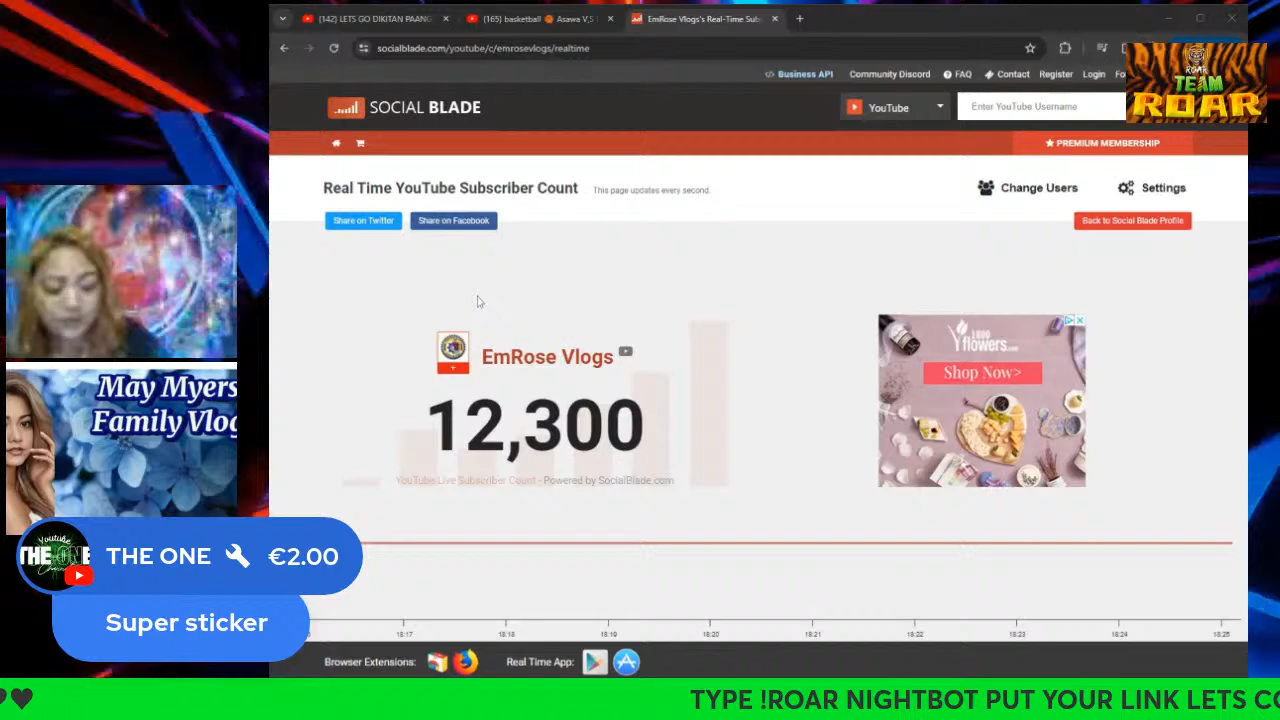 (142) LETS GO DIKITAN PAANG
(165) basketball 🏀 Asawa V,S
EmRose Vlogs's Real-Time Sub
socialblade.com/youtube/c/emrosevlogs/realtime
</> Business API
Community Discord
FAQ
Contact
Register
Login
SOCIAL BLADE
YouTube
Enter YouTube Username
ROAR
TEAM
ROAR
PREMIUM MEMBERSHIP
Real Time YouTube Subscriber Count
This page updates every second.
Change Users
Settings
Share on Twitter
Share on Facebook
Back to Social Blade Profile
EmRose Vlogs
12,300
YouTube Live Subscriber Count - Powered by SocialBlade.com
1800
flowers.com
Shop Now>
May Myers
Family Vlog
Youtube
THE ONE
THE ONE €2.00
Super sticker
18:17 18:18 18:19 18:20 18:21 18:22 18:23 18:24 18:25
Browser Extensions:
Real Time App:
TYPE !ROAR NIGHTBOT PUT YOUR LINK LETS